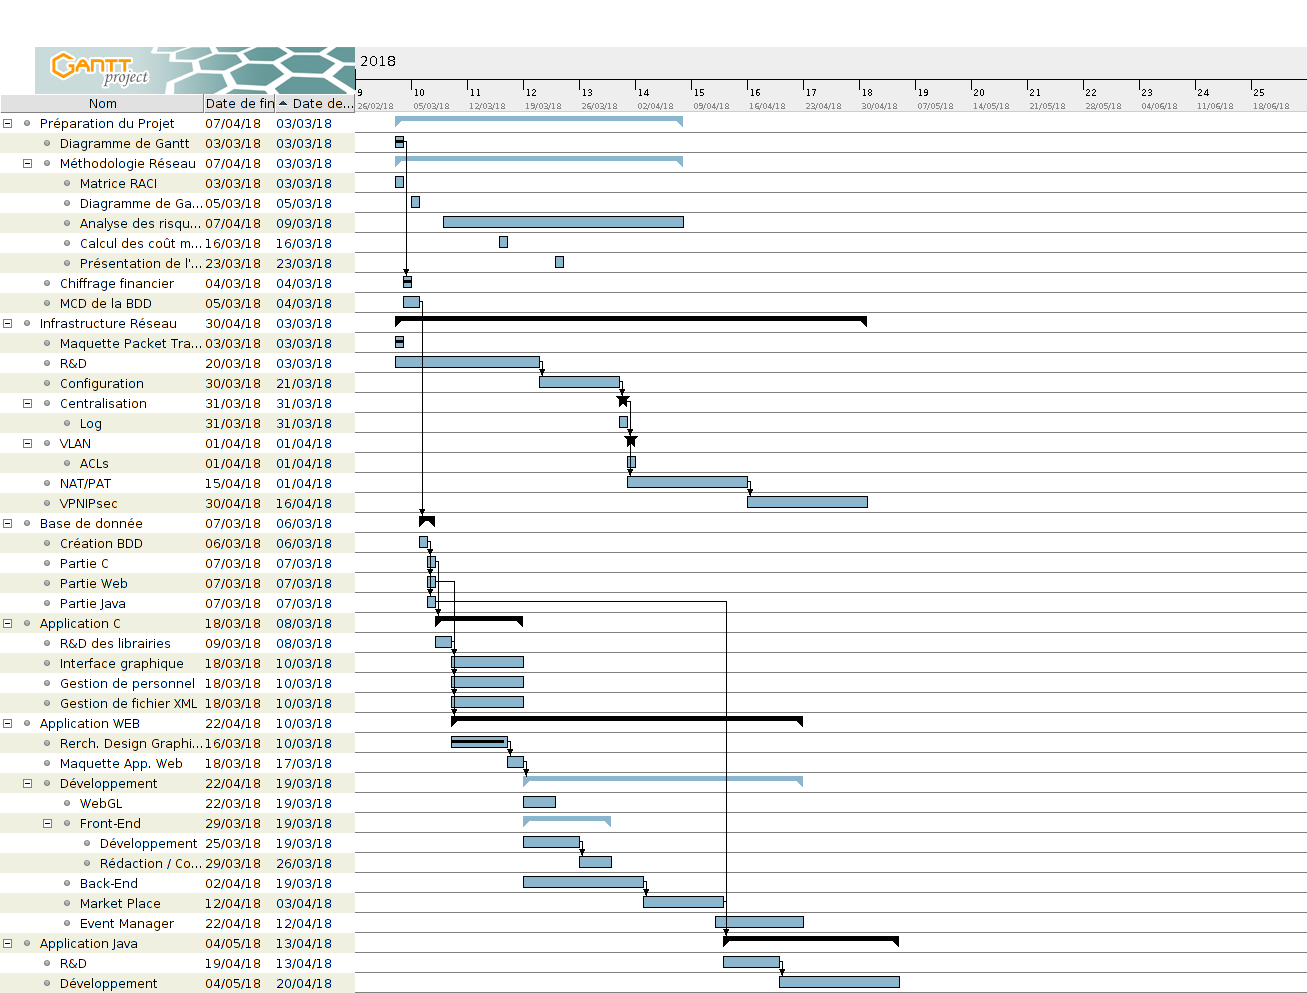 GANTT
project
2018
Nom Date de fin Date de...
9 10 11 12 13 14 15 16 17 18 19 20 21 22 23 24 25
26/02/18 05/03/18 12/03/18 19/03/18 26/03/18 02/04/18 09/04/18 16/04/18 23/04/18 30/04/18 07/05/18 14/05/18 21/05/18 28/05/18 04/06/18 11/06/18 18/06/18
Préparation du Projet 07/04/18 03/03/18
Diagramme de Gantt 03/03/18 03/03/18
Méthodologie Réseau 07/04/18 03/03/18
Matrice RACI 03/03/18 03/03/18
Diagramme de Ga... 05/03/18 05/03/18
Analyse des risqu... 07/04/18 09/03/18
Calcul des coût m... 16/03/18 16/03/18
Présentation de l'... 23/03/18 23/03/18
Chiffrage financier 04/03/18 04/03/18
MCD de la BDD 05/03/18 04/03/18
Infrastructure Réseau 30/04/18 03/03/18
Maquette Packet Tra... 03/03/18 03/03/18
R&D 20/03/18 03/03/18
Configuration 30/03/18 21/03/18
Centralisation 31/03/18 31/03/18
Log 31/03/18 31/03/18
VLAN 01/04/18 01/04/18
ACLs 01/04/18 01/04/18
NAT/PAT 15/04/18 01/04/18
VPNIPsec 30/04/18 16/04/18
Base de donnée 07/03/18 06/03/18
Création BDD 06/03/18 06/03/18
Partie C 07/03/18 07/03/18
Partie Web 07/03/18 07/03/18
Partie Java 07/03/18 07/03/18
Application C 18/03/18 08/03/18
R&D des librairies 09/03/18 08/03/18
Interface graphique 18/03/18 10/03/18
Gestion de personnel 18/03/18 10/03/18
Gestion de fichier XML 18/03/18 10/03/18
Application WEB 22/04/18 10/03/18
Rerch. Design Graphi... 16/03/18 10/03/18
Maquette App. Web 18/03/18 17/03/18
Développement 22/04/18 19/03/18
WebGL 22/03/18 19/03/18
Front-End 29/03/18 19/03/18
Développement 25/03/18 19/03/18
Rédaction / Co... 29/03/18 26/03/18
Back-End 02/04/18 19/03/18
Market Place 12/04/18 03/04/18
Event Manager 22/04/18 12/04/18
Application Java 04/05/18 13/04/18
R&D 19/04/18 13/04/18
Développement 04/05/18 20/04/18